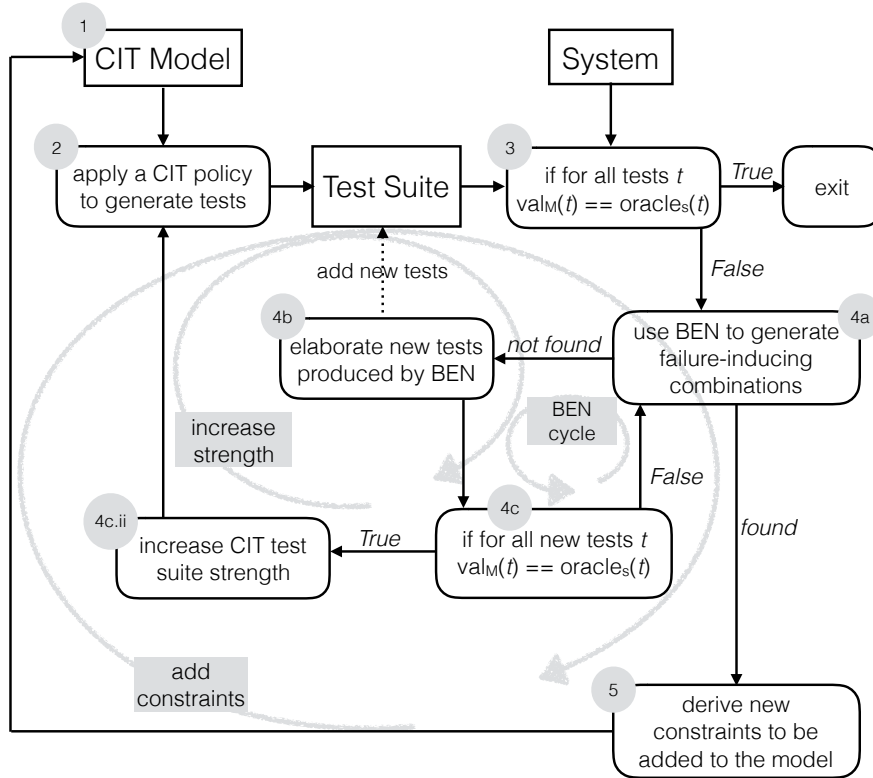 1
CIT Model
System
2
apply a CIT policy
to generate tests
Test Suite
3
if for all tests t
valM(t) == oracles(t)
True
exit
add new tests
False
4b
elaborate new tests
produced by BEN
not found
4a
use BEN to generate
failure-inducing
combinations
increase
strength
BEN
cycle
False
4c.ii
increase CIT test
suite strength
True
4c
if for all new tests t
valM(t) == oracles(t)
found
add
constraints
5
derive new
constraints to be
added to the model